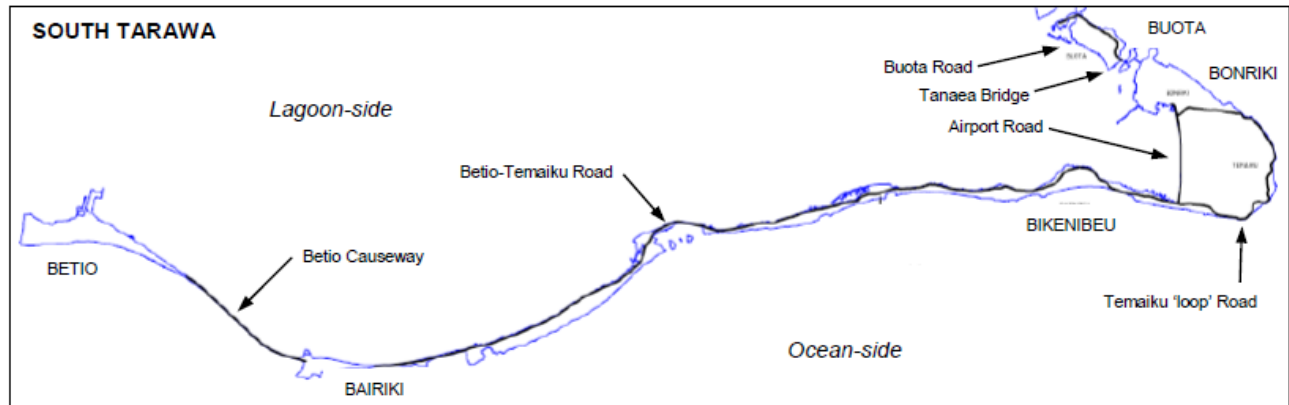 SOUTH TARAWA
BUOTA
Buota Road
BUOTA
BONRIKI
Tanaea Bridge
Lagoon-side
Airport Road
Betio-Temaiku Road
BIKENIBEU
BETIO
Betio Causeway
Temaiku 'loop' Road
Ocean-side
BAIRIKI